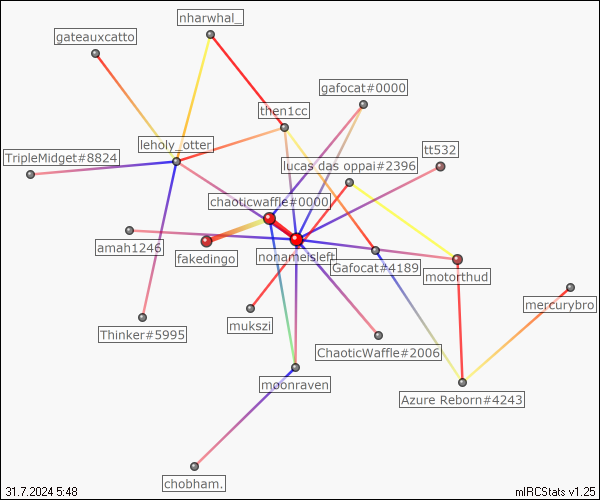 nharwhal_
gateauxcatto
gafocat#0000
then1cc
leholy_otter
tt532
TripleMidget#8824
lucas das oppai#2396
chaoticwaffle#0000
amah1246
fakedingo
nonameisleft
Gafocat#4189
motorthud
mercurybro
Thinker#5995
mukszi
ChaoticWaffle#2006
moonraven
Azure Reborn#4243
chobham.
31.7.2024 5:48
mIRCStats v1.25